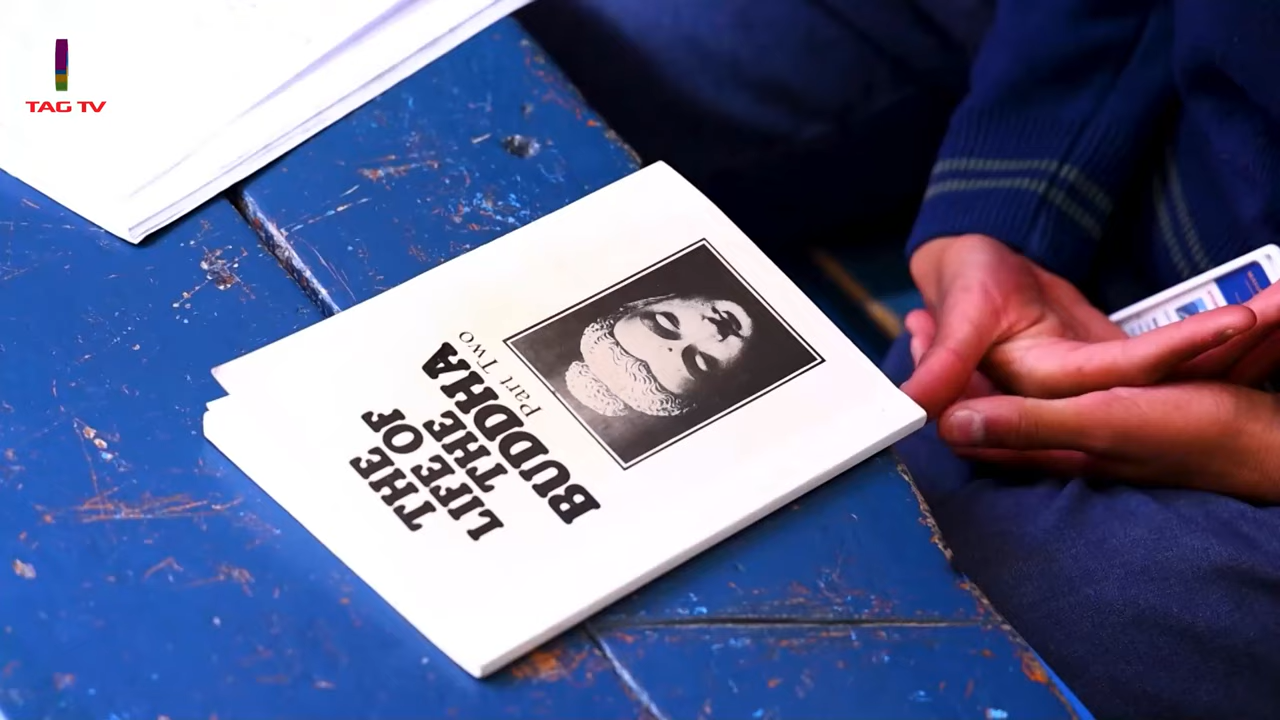 TAG TV
THE
LIFE OF
THE
BUDDHA
Part Two